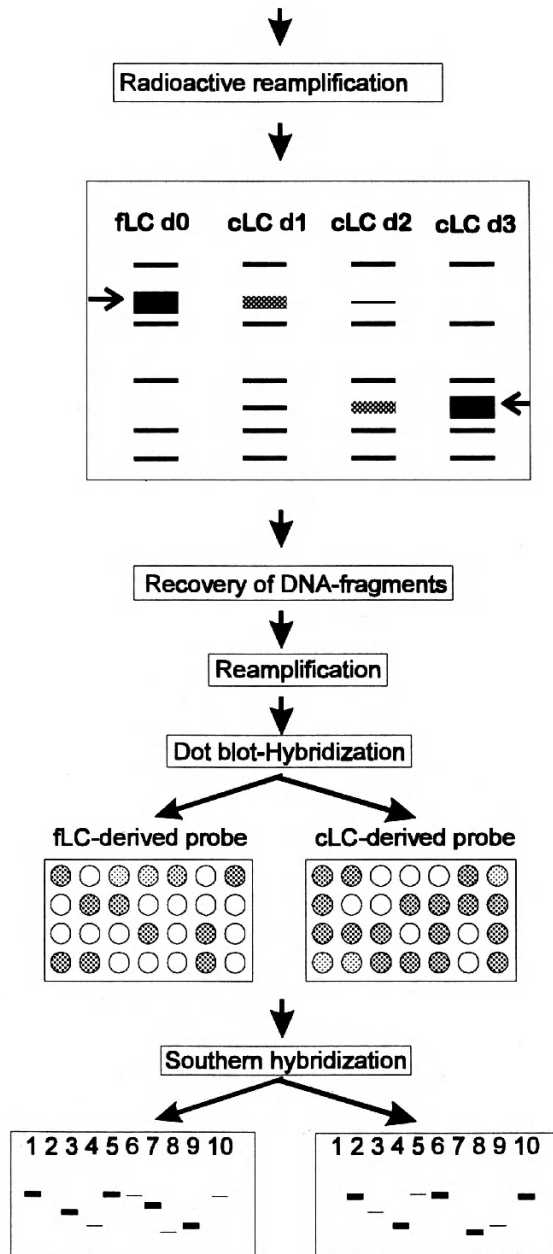 Radioactive reamplification
fLC d0 cLC d1 cLC d2 cLC d3
Recovery of DNA-fragments
Reamplification
Dot blot-Hybridization
fLC-derived probe cLC-derived probe
Southern hybridization
1 2 3 4 5 6 7 8 9 10 1 2 3 4 5 6 7 8 9 10